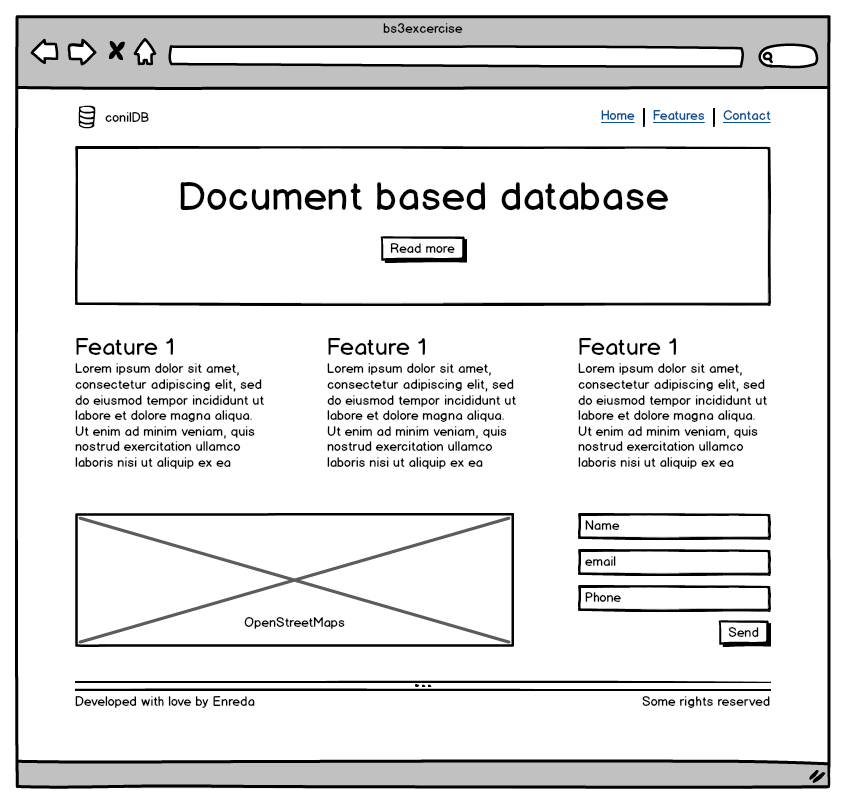 bs3excercise
conilDB
Home | Features | Contact
Document based database
Read more
Feature 1
Lorem ipsum dolor sit amet,
consectetur adipiscing elit, sed
do eiusmod tempor incididunt ut
labore et dolore magna aliqua.
Ut enim ad minim veniam, quis
nostrud exercitation ullamco
laboris nisi ut aliquip ex ea
Feature 1
Lorem ipsum dolor sit amet,
consectetur adipiscing elit, sed
do eiusmod tempor incididunt ut
labore et dolore magna aliqua.
Ut enim ad minim veniam, quis
nostrud exercitation ullamco
laboris nisi ut aliquip ex ea
Feature 1
Lorem ipsum dolor sit amet,
consectetur adipiscing elit, sed
do eiusmod tempor incididunt ut
labore et dolore magna aliqua.
Ut enim ad minim veniam, quis
nostrud exercitation ullamco
laboris nisi ut aliquip ex ea
OpenStreetMaps
Name
email
Phone
Send
Developed with love by Enreda
Some rights reserved